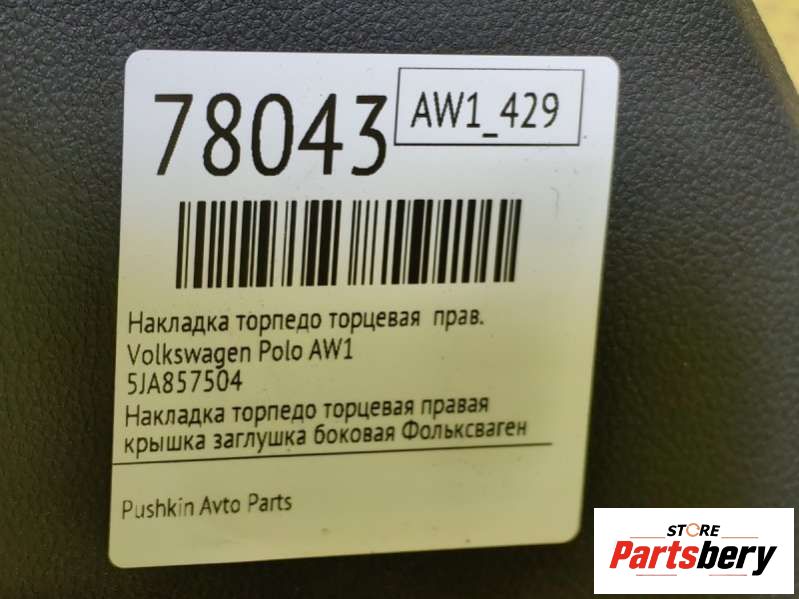 78043
AW1_429
Накладка торпедо торцевая прав.
Volkswagen Polo AW1
5JA857504
Накладка торпедо торцевая правая
крышка заглушка боковая Фольксваген
Pushkin Avto Parts
STORE
Partsbery